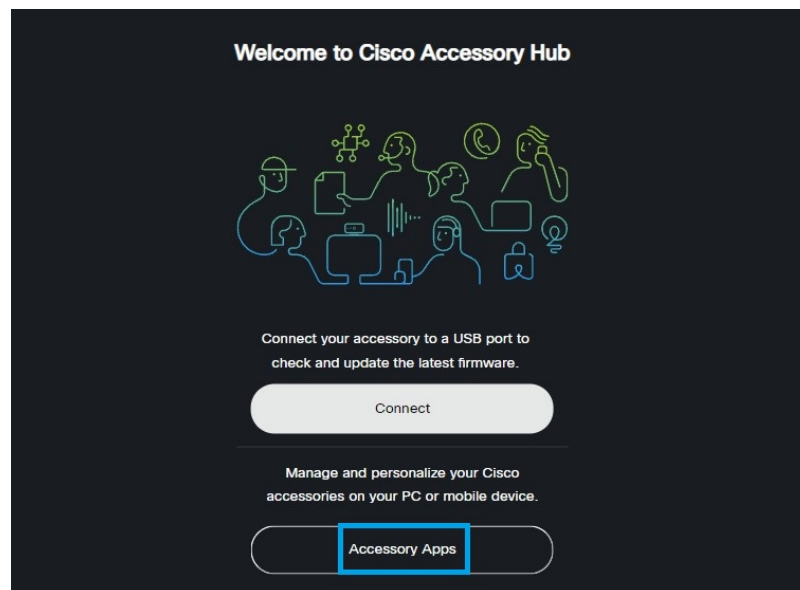 Welcome to Cisco Accessory Hub
Connect your accessory to a USB port to
check and update the latest firmware.
Connect
Manage and personalize your Cisco
accessories on your PC or mobile device.
Accessory Apps